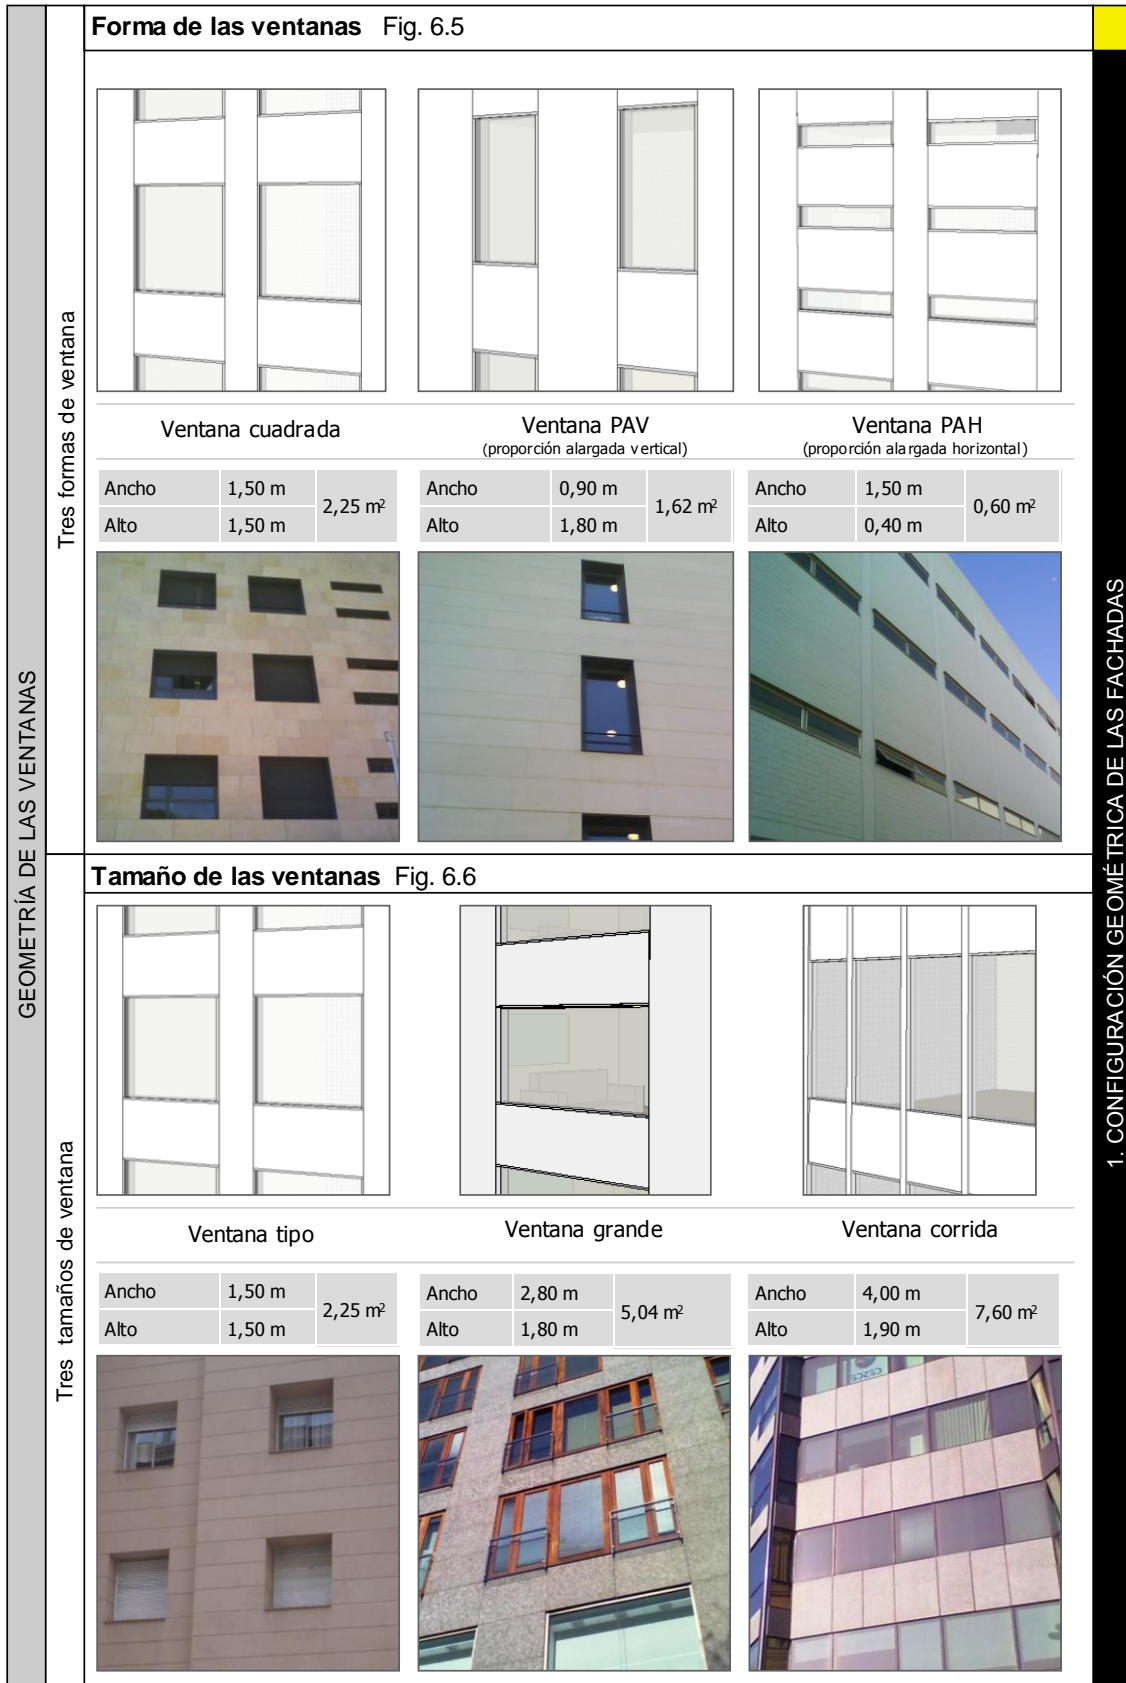 Forma de las ventanas Fig. 6.5
Tres formas de ventana
Ventana cuadrada
Ancho 1,50 m
Alto 1,50 m
2,25 m²
Ventana PAV
(proporción alargada vertical)
Ancho 0,90 m
Alto 1,80 m
1,62 m²
Ventana PAH
(proporción alargada horizontal)
Ancho 1,50 m
Alto 0,40 m
0,60 m²
GEOMETRÍA DE LAS VENTANAS
1. CONFIGURACIÓN GEOMÉTRICA DE LAS FACHADAS
Tamaño de las ventanas Fig. 6.6
Tres tamaños de ventana
Ventana tipo
Ancho 1,50 m
Alto 1,50 m
2,25 m²
Ventana grande
Ancho 2,80 m
Alto 1,80 m
5,04 m²
Ventana corrida
Ancho 4,00 m
Alto 1,90 m
7,60 m²
CESCE